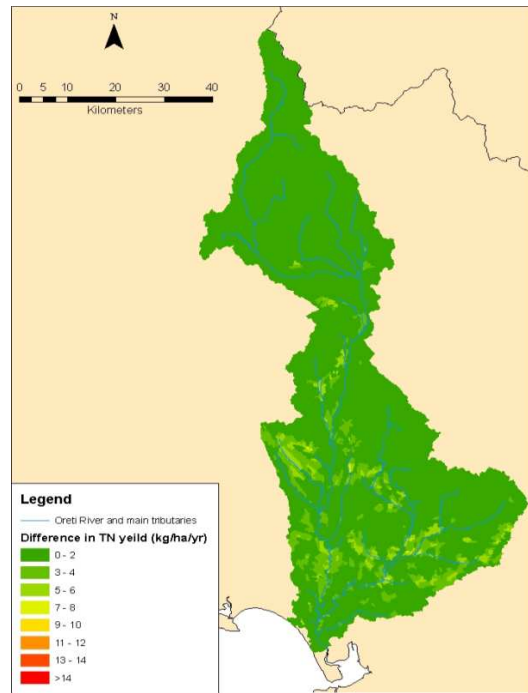 N
0 5 10 20 30 40
Kilometers
Legend
Oreti River and main tributaries
Difference in TN yeild (kg/ha/yr)
0 - 2
3 - 4
5 - 6
7 - 8
9 - 10
11 - 12
13 - 14
>14